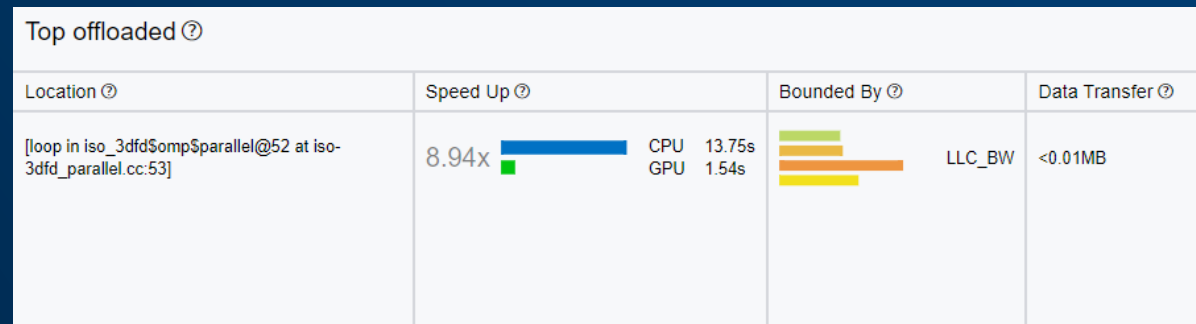 Top offloaded ?
Location ? Speed Up ? Bounded By ? Data Transfer ?
[loop in iso_3dfd$omp$parallel@52 at iso-
3dfd_parallel.cc:53]
8.94x
CPU 13.75s
GPU 1.54s
LLC_BW
<0.01MB